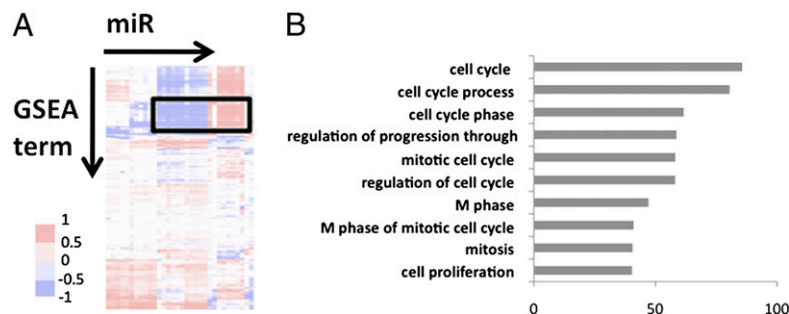 A
miR
GSEA
term
1
0.5
0
-0.5
-1
B
cell cycle
cell cycle process
cell cycle phase
regulation of progression through
mitotic cell cycle
regulation of cell cycle
M phase
M phase of mitotic cell cycle
mitosis
cell proliferation
0 50 100